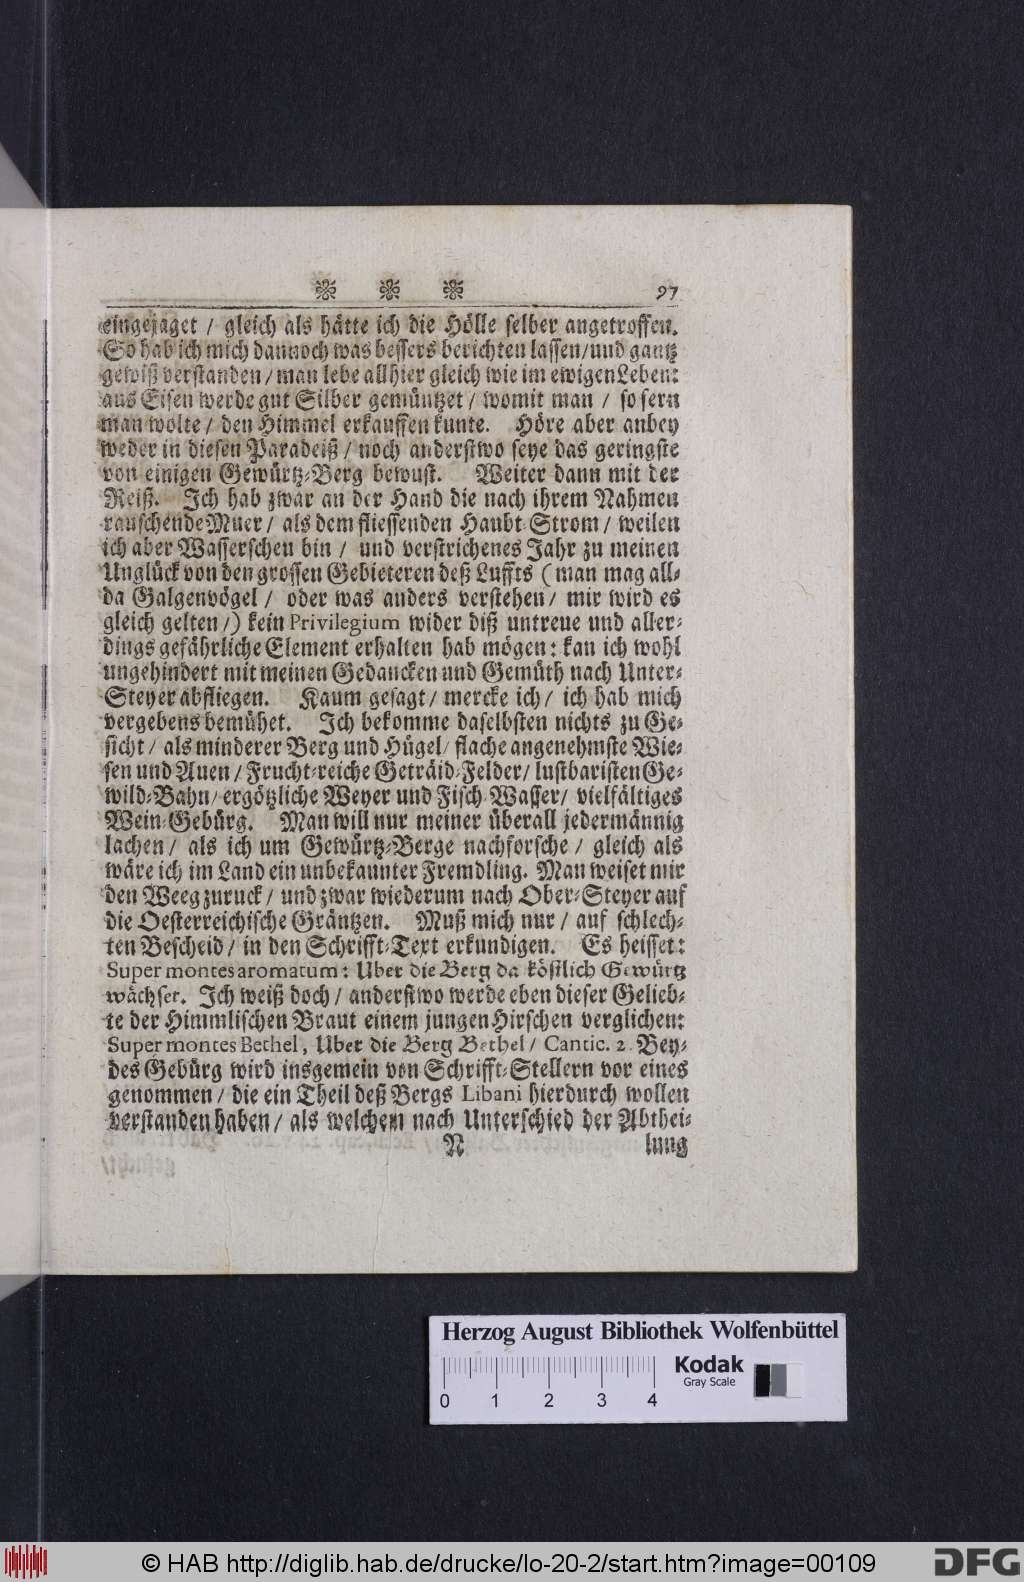 97
eingejaget / gleich als hätte ich die Hölle selber angetroffen.
So hab ich mich dannoch was bessers berichten lassen/ und gantz
gewiß verstanden / man lebe allhier gleich wie im ewigen Leben:
aus Eisen werde gut Silber gemüntzet / womit man / so fern
man wolte / den Himmel erkauffen kunte. Höre aber anbey
weder in diesen Paradeiß / noch anderstwo seye das geringste
von einigen Gewürtz-Berg bewust. Weiter dann mit der
Reiß. Ich hab zwar an der Hand die nach ihrem Nahmen
rauschende Muer / als dem fliessenden Haubt-Strom / weilen
ich aber Wasserschen bin / und verstrichenes Jahr zu meinen
Unglück von den grossen Gebieteren deß Luffts (man mag all-
da Galgenvögel / oder was anders verstehen / mir wird es
gleich gelten /) kein Privilegium wider diß untreue und aller-
dings gefährliche Element erhalten hab mögen: kan ich wohl
ungehindert mit meinen Gedancken und Gemüth nach Unter-
Steyer abfliegen. Kaum gesagt / mercke ich / ich hab mich
vergebens bemühet. Ich bekomme daselbsten nichts zu Ge-
sicht / als minderer Berg und Hügel / flache angenehmste Wie-
sen und Auen / Frucht-reiche Geträid-Felder / lustbaristen Ge-
wild-Bahn / ergötzliche Weyer und Fisch-Wasser / vielfältiges
Wein-Gebürg. Man will nur meiner überall jedermännig
lachen / als ich um Gewürtz-Berge nachforsche / gleich als
wäre ich im Land ein unbekannter Fremdling. Man weiset mir
den Weeg zuruck / und zwar wiederum nach Ober-Steyer auf
die Oesterreichische Gräntzen. Muß mich nur / auf schlech-
ten Bescheid / in den Schrifft-Text erkundigen. Es heisset:
Super montes aromatum: Uber die Berg da köstlich Gewürtz
wächset. Ich weiß doch / anderstwo werde eben dieser Gelieb-
te der Himmlischen Braut einem jungen Hirschen verglichen:
Super montes Bethel, Uber die Berg Bethel / Cantic. 2. Bey-
des Gebürg wird insgemein von Schrifft-Stellern vor eines
genommen / die ein Theil deß Bergs Libani hierdurch wollen
verstanden haben / als welchem nach Unterschied der Abthei-
N lung
Herzog August Bibliothek Wolfenbüttel
Kodak
Gray Scale
0 1 2 3 4
© HAB http://diglib.hab.de/drucke/lo-20-2/start.htm?image=00109
DFG